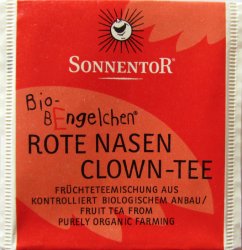 SONNENTOR®
Bio-
BEngelchen®
ROTE NASEN
CLOWN-TEE
FRÜCHTETEEMISCHUNG AUS
KONTROLLIERT BIOLOGISCHEM ANBAU/
FRUIT TEA FROM
PURELY ORGANIC FARMING